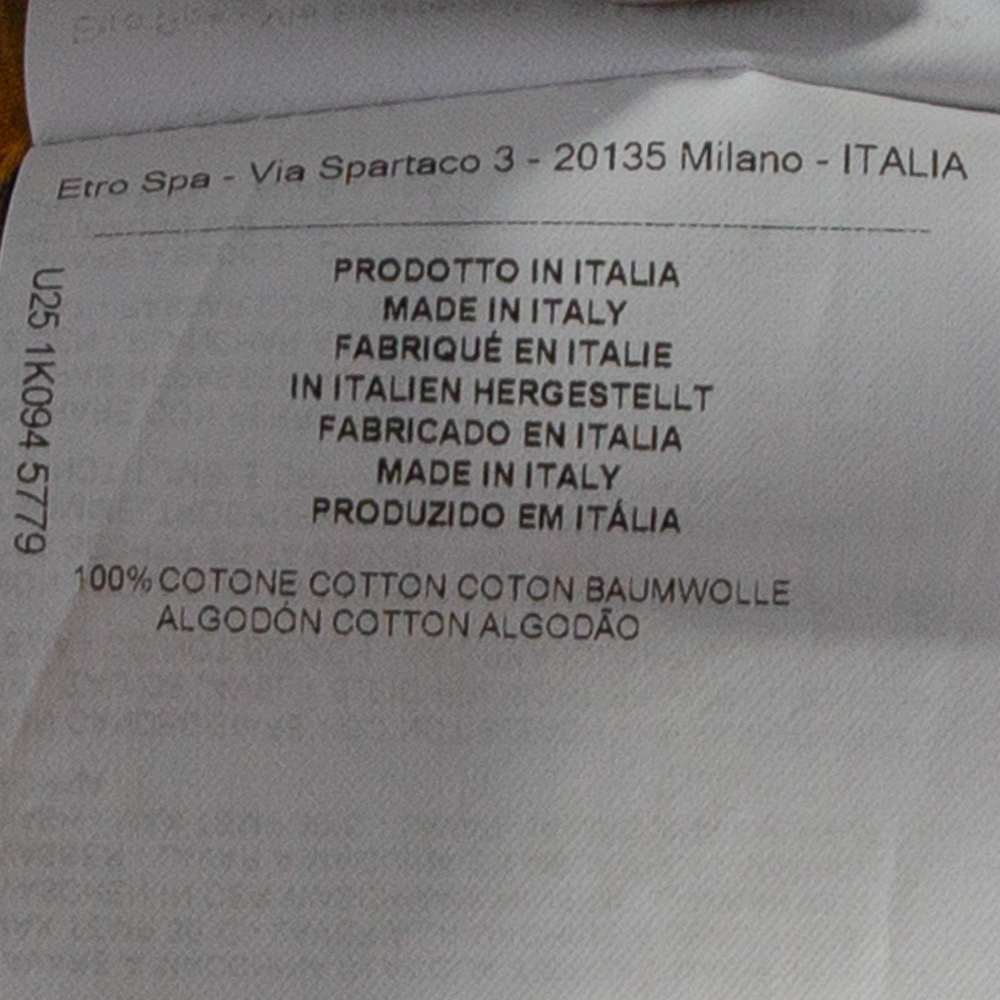 Etro Spa - Via Spartaco 3 - 20135 Milano - ITALIA
PRODOTTO IN ITALIA
MADE IN ITALY
FABRIQUÉ EN ITALIE
IN ITALIEN HERGESTELLT
FABRICADO EN ITALIA
MADE IN ITALY
PRODUZIDO EM ITÁLIA
100% COTONE COTTON COTON BAUMWOLLE
ALGODÓN COTTON ALGODÃO
U25 1K094 5779